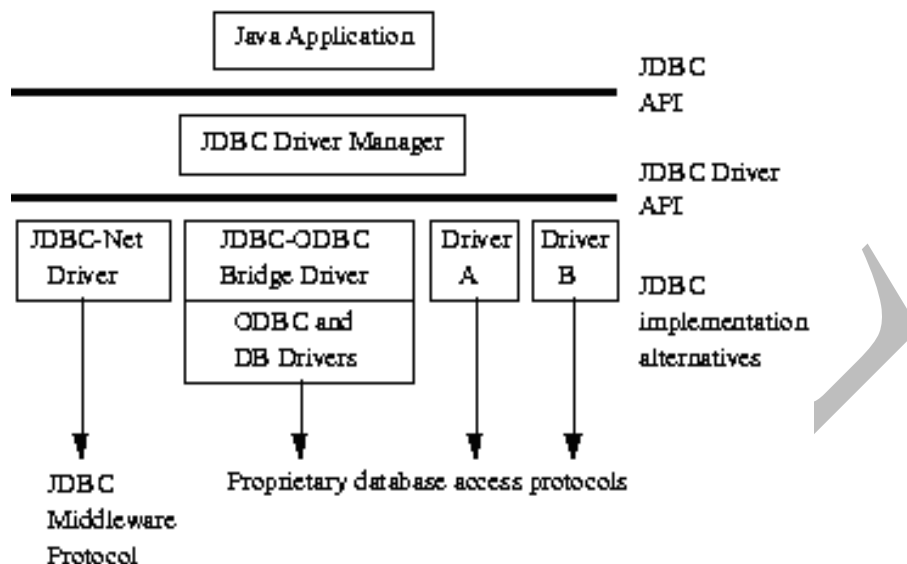 Java Application
JDBC
API
JDBC Driver Manager
JDBC Driver
API
JDBC-Net
Driver
JDBC-ODBC
Bridge Driver
ODBC and
DB Drivers
Driver
A
Driver
B
JDBC
implementation
alternatives
JDBC
Middleware
Protocol
Proprietary database access protocols